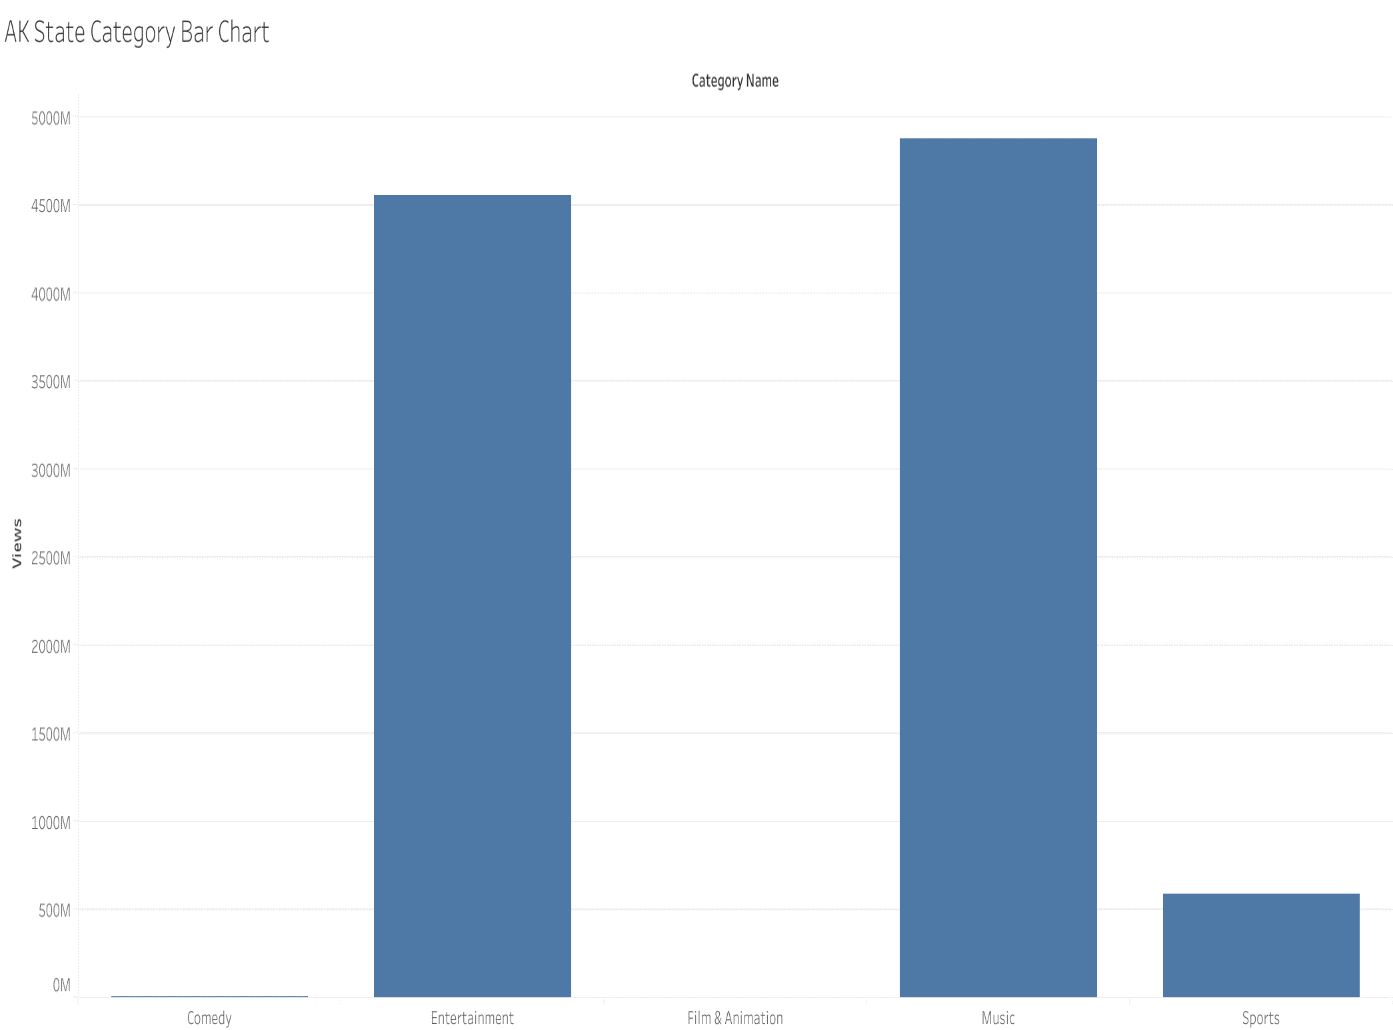 AK State Category Bar Chart
Category Name
5000M
4500M
4000M
3500M
3000M
2500M
2000M
1500M
1000M
500M
0M
Views
Comedy Entertainment Film & Animation Music Sports